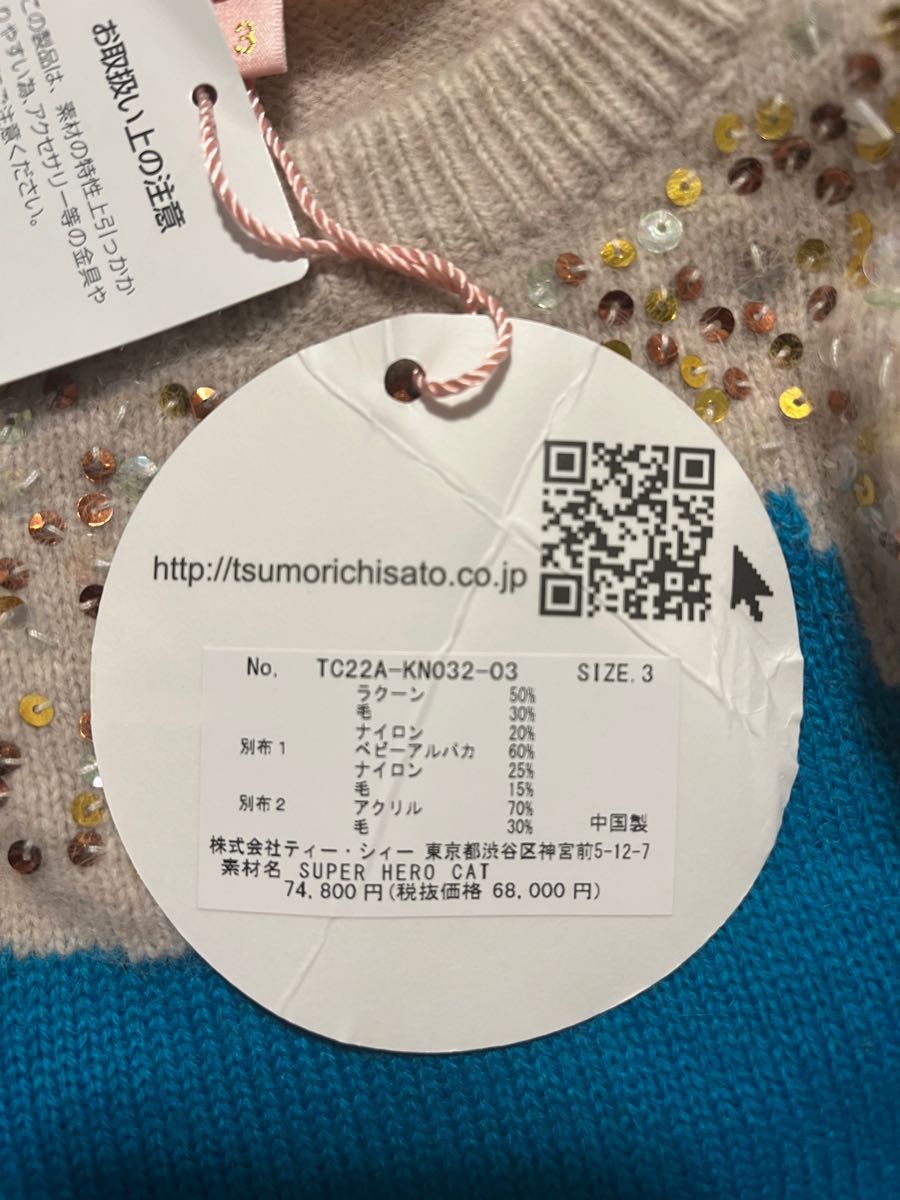 3
お取扱い上の注意
この製品は、素材の特性上引っかか
りやすい為、アクセサリー等の金具や
ご注意ください。
http://tsumorichisato.co.jp
No. TC22A-KN032-03 SIZE.3
ラクーン 50%
毛 30%
ナイロン 20%
別布1 ベビーアルパカ 60%
ナイロン 25%
毛 15%
別布2 アクリル 70%
毛 30% 中国製
株式会社ティー・シィー 東京都渋谷区神宮前5-12-7
素材名 SUPER HERO CAT
74,800円(税抜価格 68,000円)